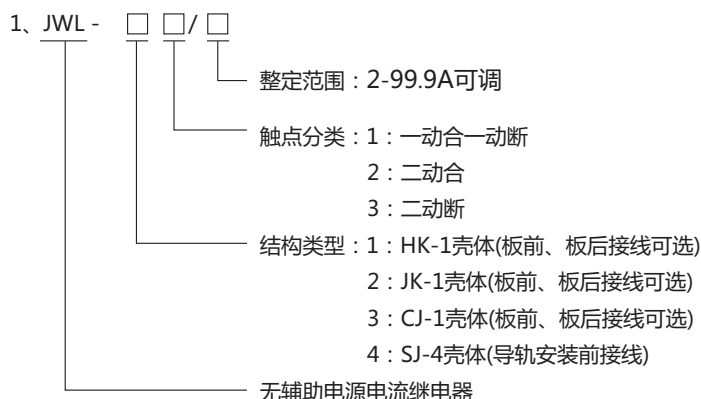 1、JWL - □ □/ □
整定范围：2-99.9A可调
触点分类：1：一动合一动断
2：二动合
3：二动断
结构类型：1：HK-1壳体(板前、板后接线可选)
2：JK-1壳体(板前、板后接线可选)
3：CJ-1壳体(板前、板后接线可选)
4：SJ-4壳体(导轨安装前接线)
无辅助电源电流继电器